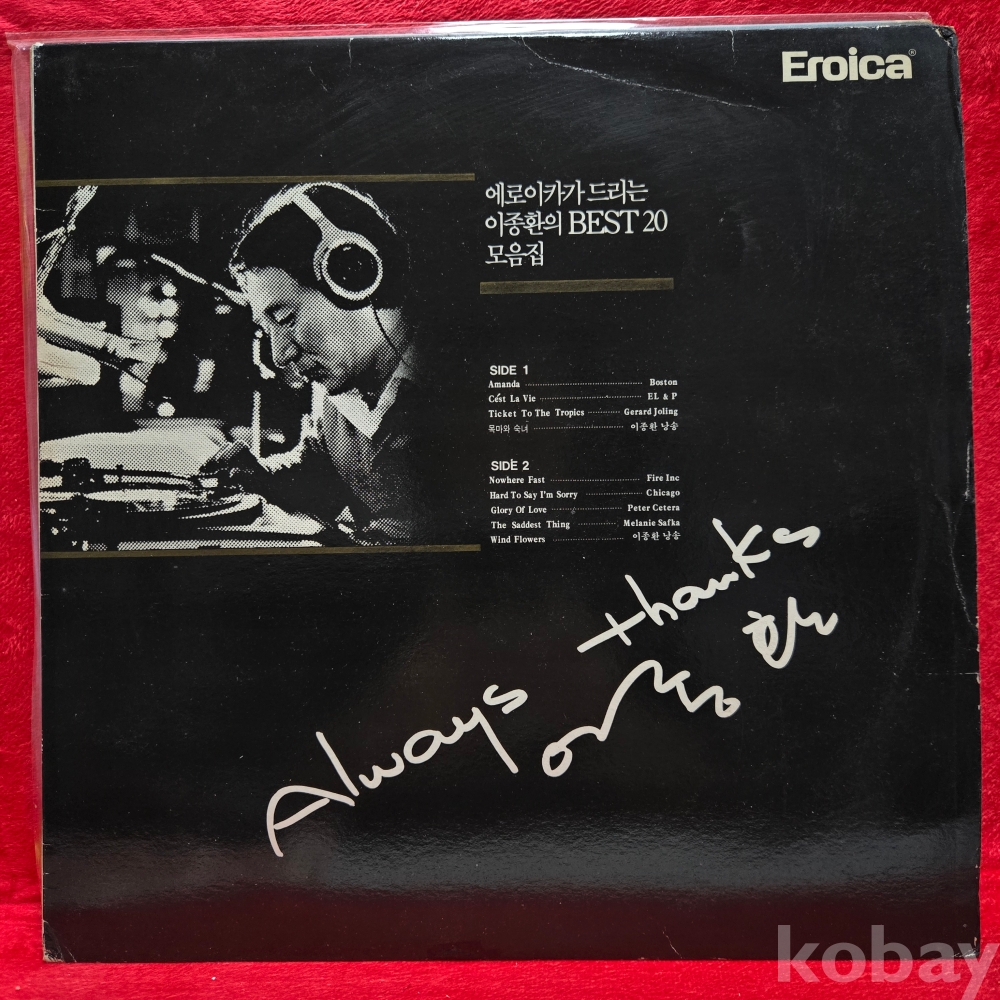 Eroica®
에로이카가 드리는
이종환의 BEST 20
모음집
SIDE 1
Amanda ........ Boston
C'est La Vie ........ EL & P
Ticket To The Tropics ........ Gerard Joling
목마와 숙녀 ........ 이종환 낭송
SIDE 2
Nowhere Fast ........ Fire Inc
Hard To Say I'm Sorry ........ Chicago
Glory Of Love ........ Peter Cetera
The Saddest Thing ........ Melanie Safka
Wind Flowers ........ 이종환 낭송
Always thanks
이종환
kobay